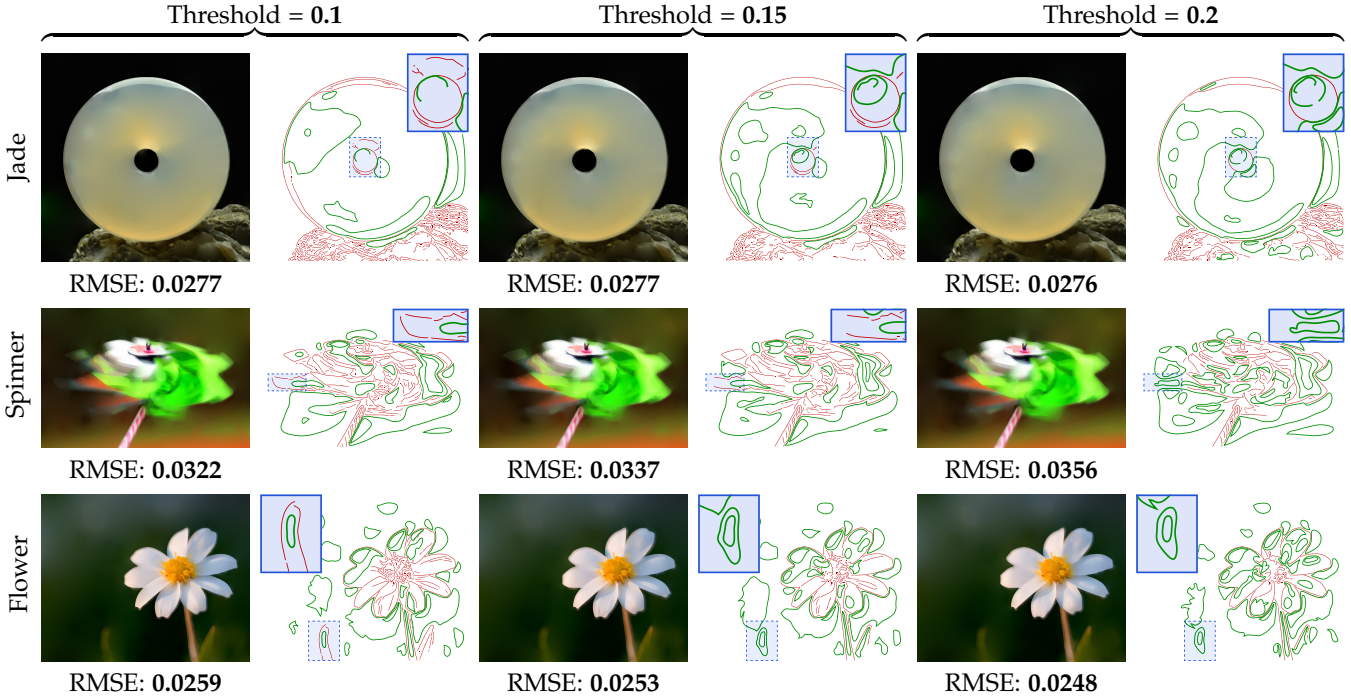 Threshold = 0.1 Threshold = 0.15 Threshold = 0.2
Jade
RMSE: 0.0277 RMSE: 0.0277 RMSE: 0.0276
Spinner
RMSE: 0.0322 RMSE: 0.0337 RMSE: 0.0356
Flower
RMSE: 0.0259 RMSE: 0.0253 RMSE: 0.0248